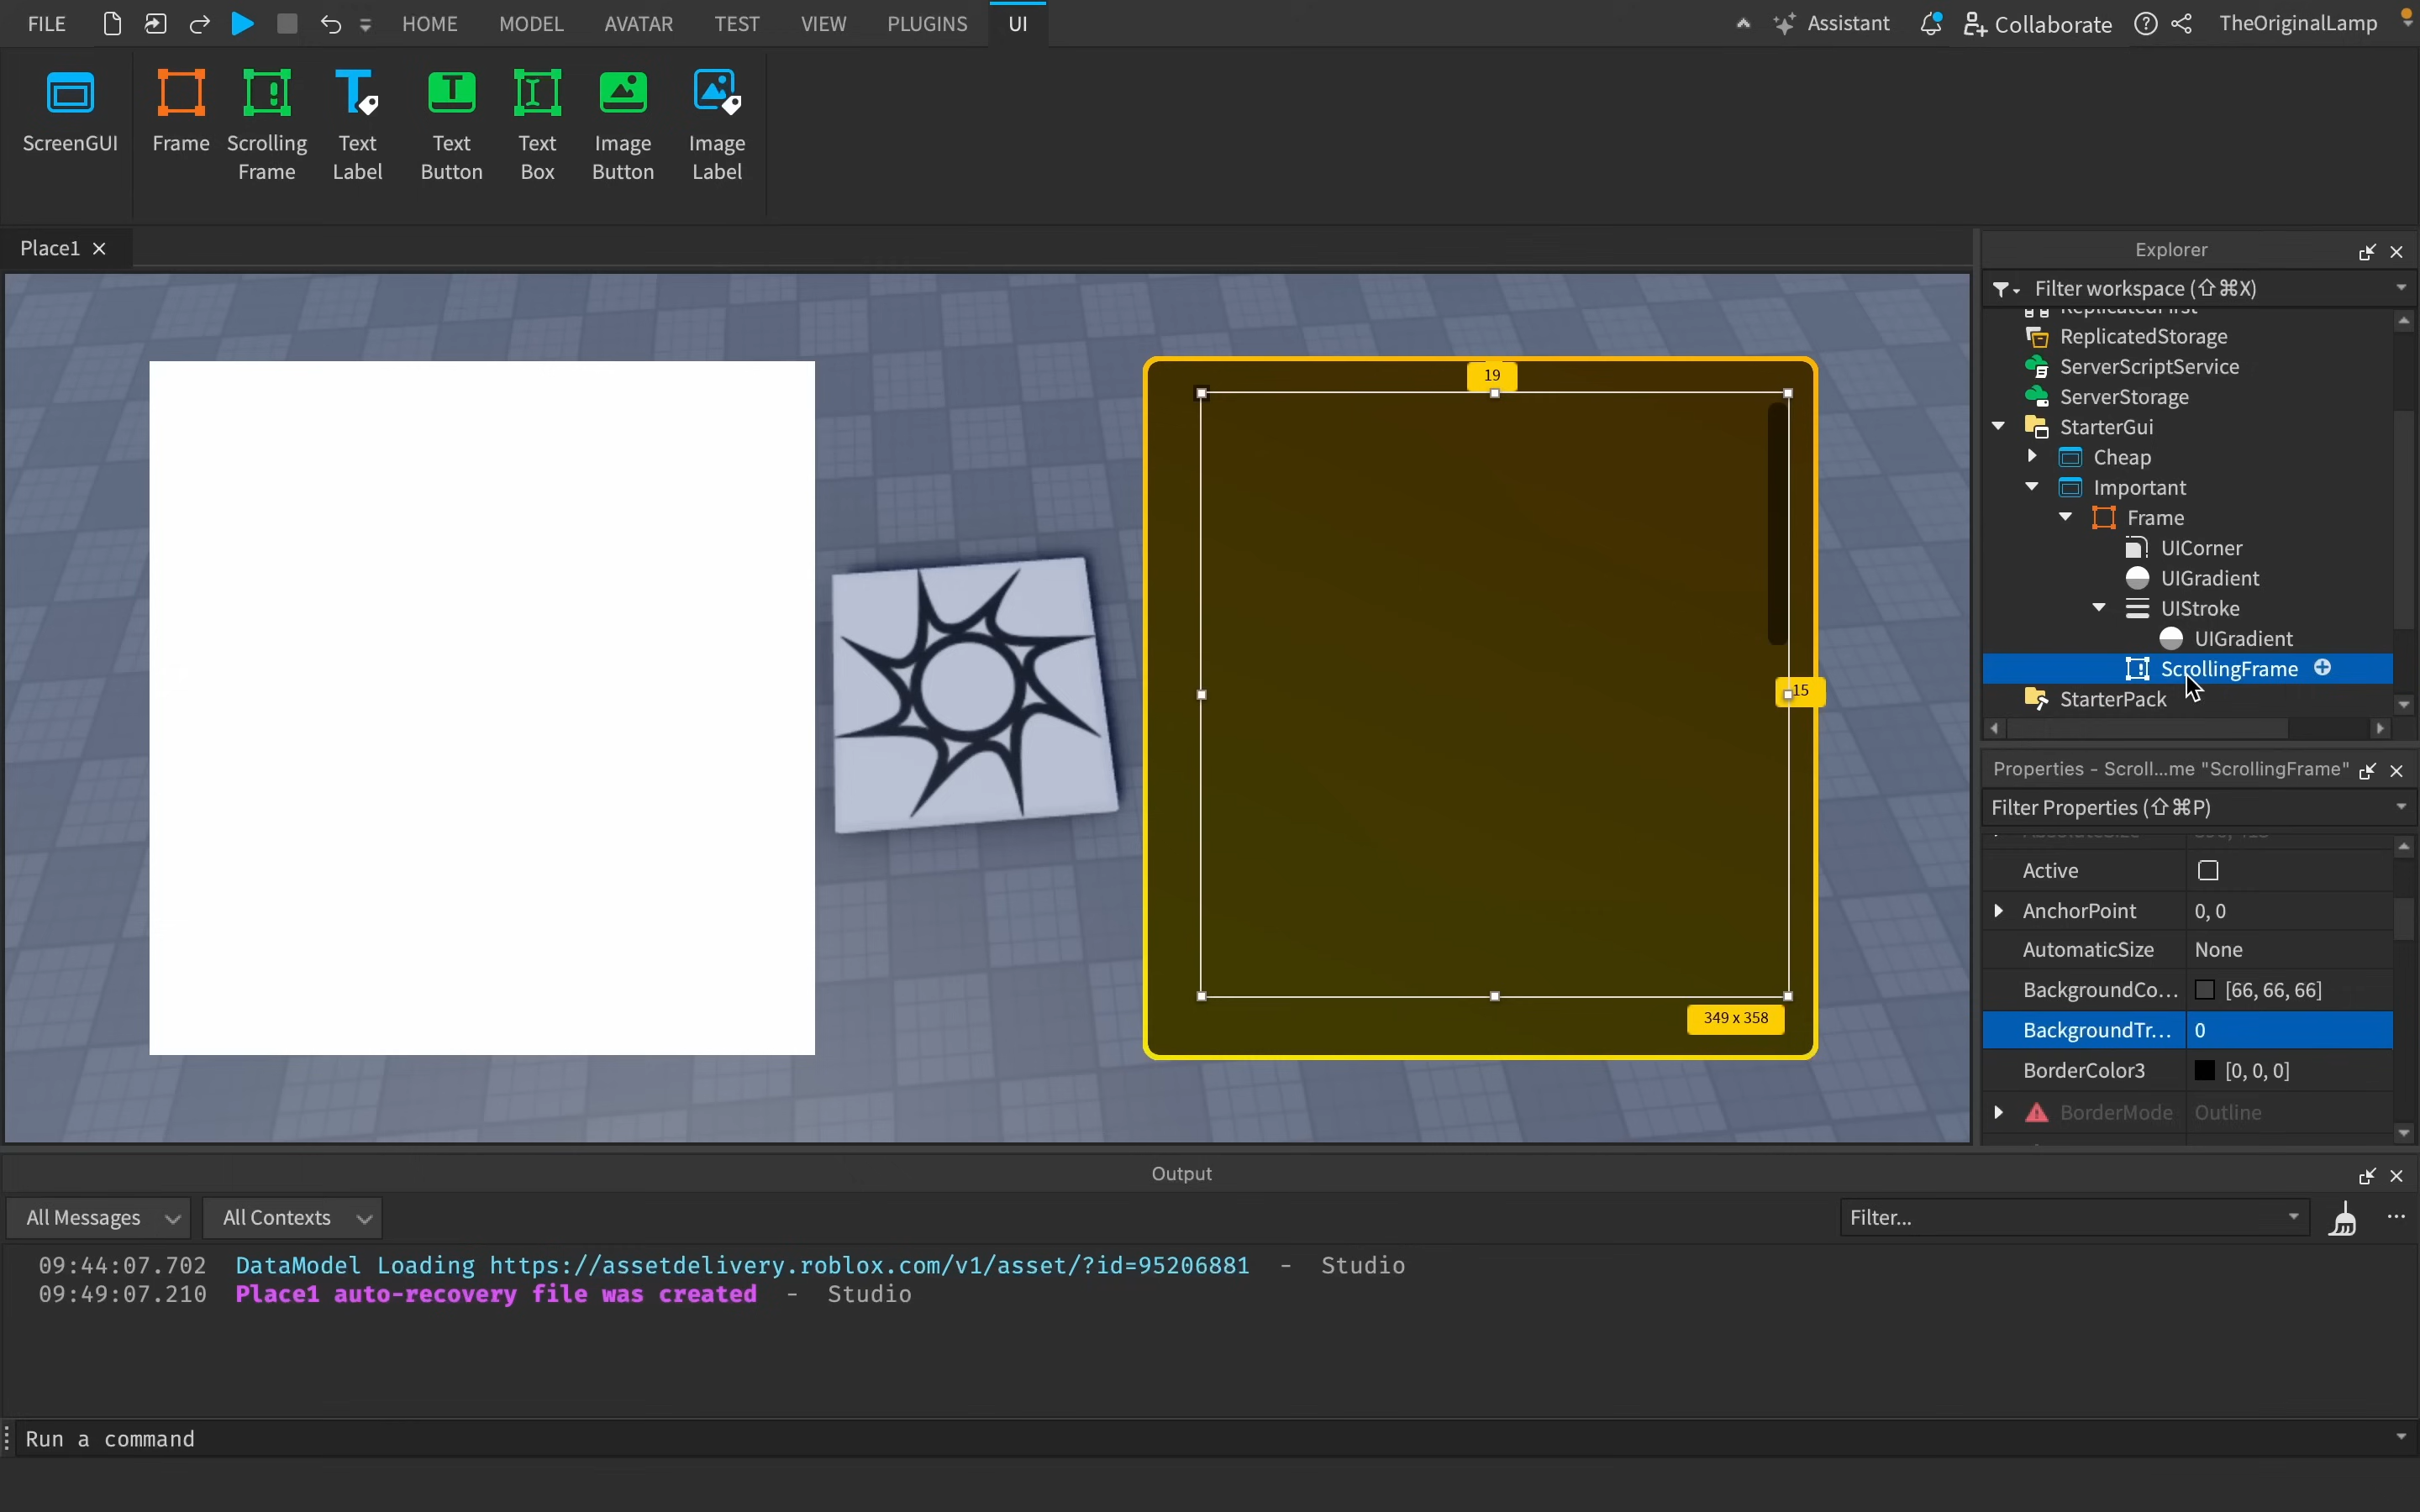 FILE HOME MODEL AVATAR TEST VIEW PLUGINS UI Assistant Collaborate TheOriginalLamp
ScreenGUI
Frame
Scrolling
Frame
Text
Label
Text
Button
Text
Box
Image
Button
Image
Label
Place1
19
15
349 x 358
Explorer
Filter workspace (⇧⌘X)
ReplicatedFirst
ReplicatedStorage
ServerScriptService
ServerStorage
StarterGui
Cheap
Important
Frame
UICorner
UIGradient
UIStroke
UIGradient
ScrollingFrame
StarterPack
Properties - Scroll...me "ScrollingFrame"
Filter Properties (⇧⌘P)
Active
AnchorPoint 0, 0
AutomaticSize None
BackgroundCo... [66, 66, 66]
BackgroundTr... 0
BorderColor3 [0, 0, 0]
BorderMode Outline
Output
All Messages All Contexts Filter... ...
09:44:07.702 DataModel Loading https://assetdelivery.roblox.com/v1/asset/?id=95206881 - Studio
09:49:07.210 Place1 auto-recovery file was created - Studio
Run a command